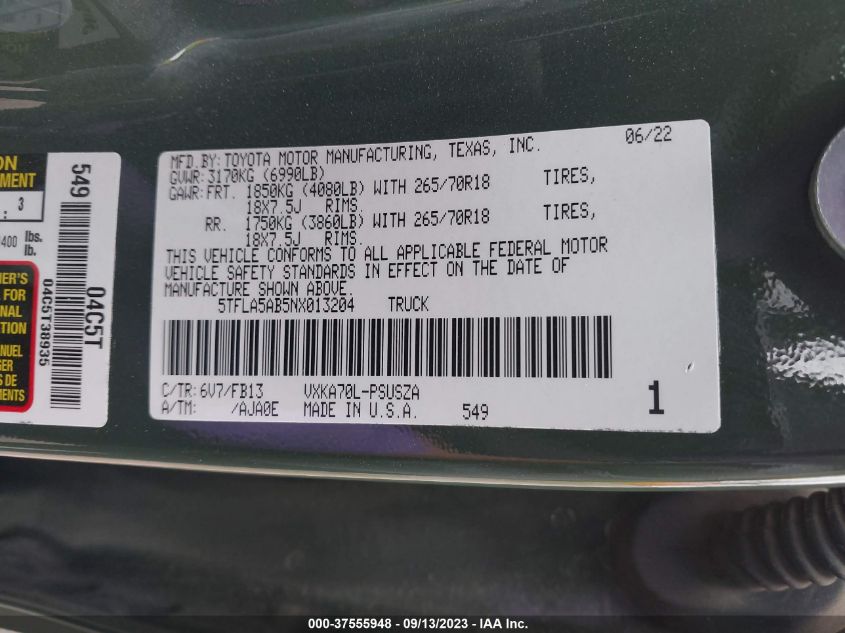 MFD.BY: TOYOTA MOTOR MANUFACTURING, TEXAS, INC. 06/22
GVWR: 3170KG (6990LB)
GAWR: FRT. 1850KG (4080LB) WITH 265/70R18 TIRES,
18X7.5J RIMS.
RR. 1750KG (3860LB) WITH 265/70R18 TIRES,
18X7.5J RIMS.
THIS VEHICLE CONFORMS TO ALL APPLICABLE FEDERAL MOTOR
VEHICLE SAFETY STANDARDS IN EFFECT ON THE DATE OF
MANUFACTURE SHOWN ABOVE.
5TFLA5AB5NX013204 TRUCK
C/TR: 6V7/FB13 VXKA70L-PSUSZA
A/TM: /AJA0E MADE IN U.S.A. 549 1
: 3
400 lbs.
lb.
FOR
549
04C5T
04C5T38935
000-37555948 - 09/13/2023 - IAA Inc.